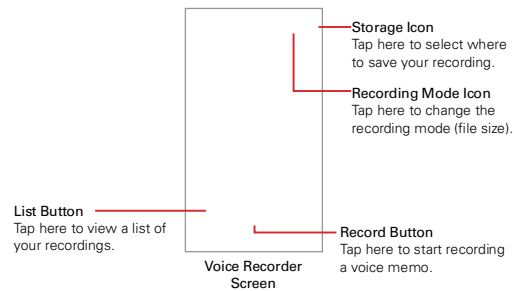 Storage Icon
Tap here to select where
to save your recording.
Recording Mode Icon
Tap here to change the
recording mode (file size).
List Button
Tap here to view a list of
your recordings.
Record Button
Tap here to start recording
a voice memo.
Voice Recorder
Screen